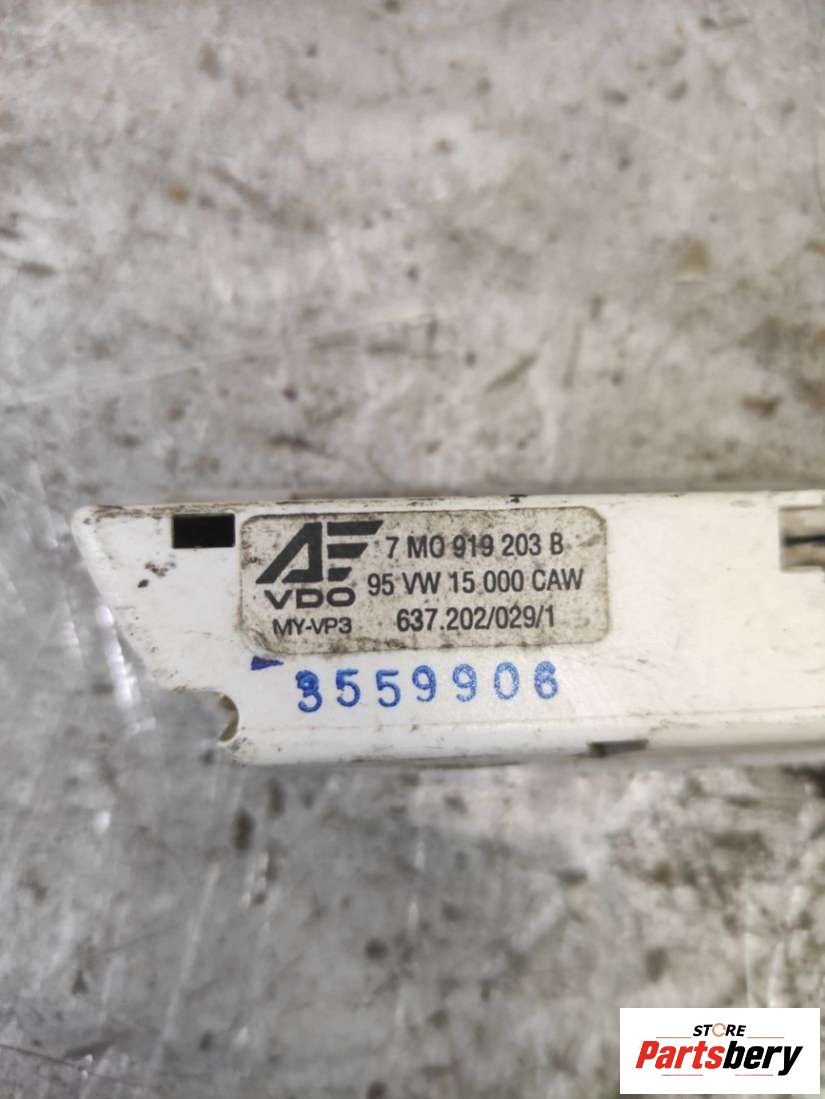 AE 7 M0 919 203 B
VDO 95 VW 15 000 CAW
MY-VP3 637.202/029/1
3559906
STORE
Partsbery